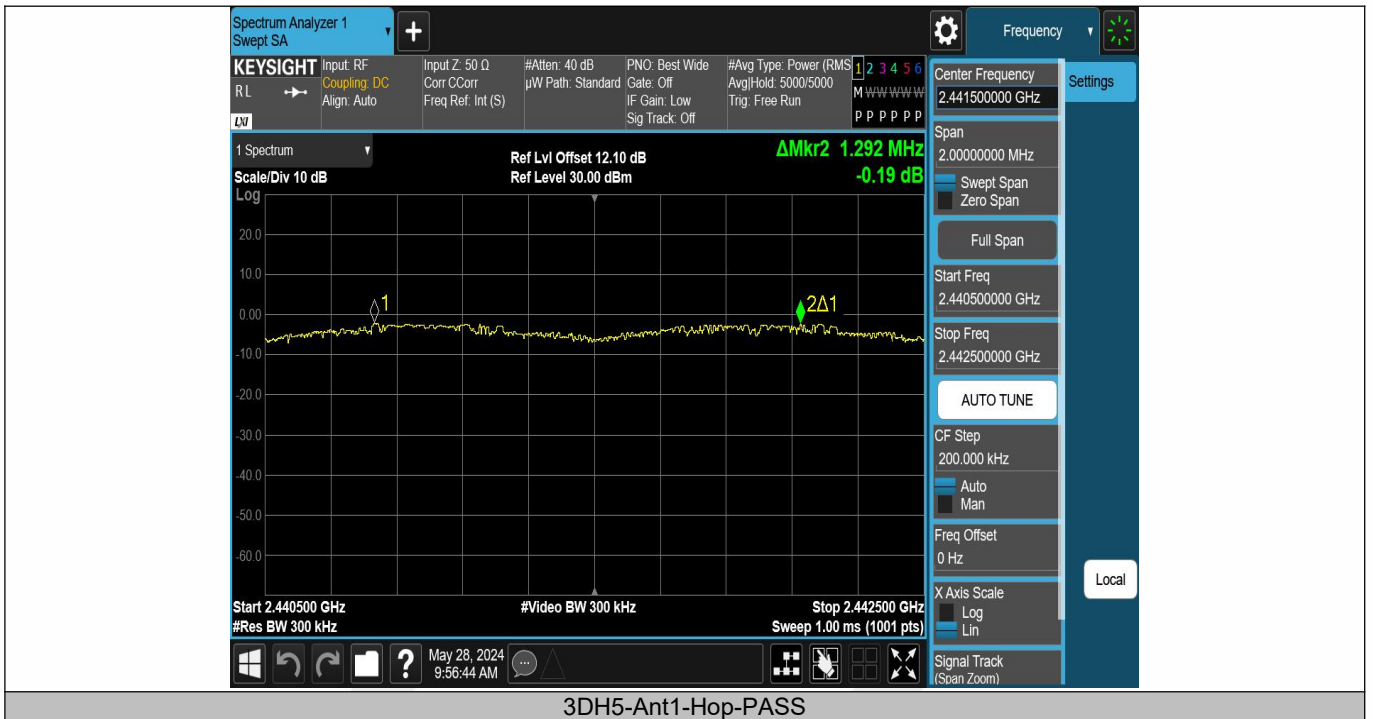 Spectrum Analyzer 1
Swept SA
+
Frequency
KEYSIGHT
RL
LXI
Input: RF
Coupling: DC
Align: Auto
Input Z: 50 Ω
Corr CCorr
Freq Ref: Int (S)
#Atten: 40 dB
µW Path: Standard
PNO: Best Wide
Gate: Off
IF Gain: Low
Sig Track: Off
#Avg Type: Power (RMS
Avg|Hold: 5000/5000
Trig: Free Run
1 2 3 4 5 6
M W W W W W
P P P P P P
1 Spectrum
Scale/Div 10 dB
Log
Ref Lvl Offset 12.10 dB
Ref Level 30.00 dBm
ΔMkr2 1.292 MHz
-0.19 dB
20.0
10.0
0.00
-10.0
-20.0
-30.0
-40.0
-50.0
-60.0
1
2Δ1
Start 2.440500 GHz
#Res BW 300 kHz
#Video BW 300 kHz
Stop 2.442500 GHz
Sweep 1.00 ms (1001 pts)
Center Frequency
2.441500000 GHz
Settings
Span
2.00000000 MHz
Swept Span
Zero Span
Full Span
Start Freq
2.440500000 GHz
Stop Freq
2.442500000 GHz
AUTO TUNE
CF Step
200.000 kHz
Auto
Man
Freq Offset
0 Hz
X Axis Scale
Log
Lin
Local
Signal Track
(Span Zoom)
?
May 28, 2024
9:56:44 AM
3DH5-Ant1-Hop-PASS